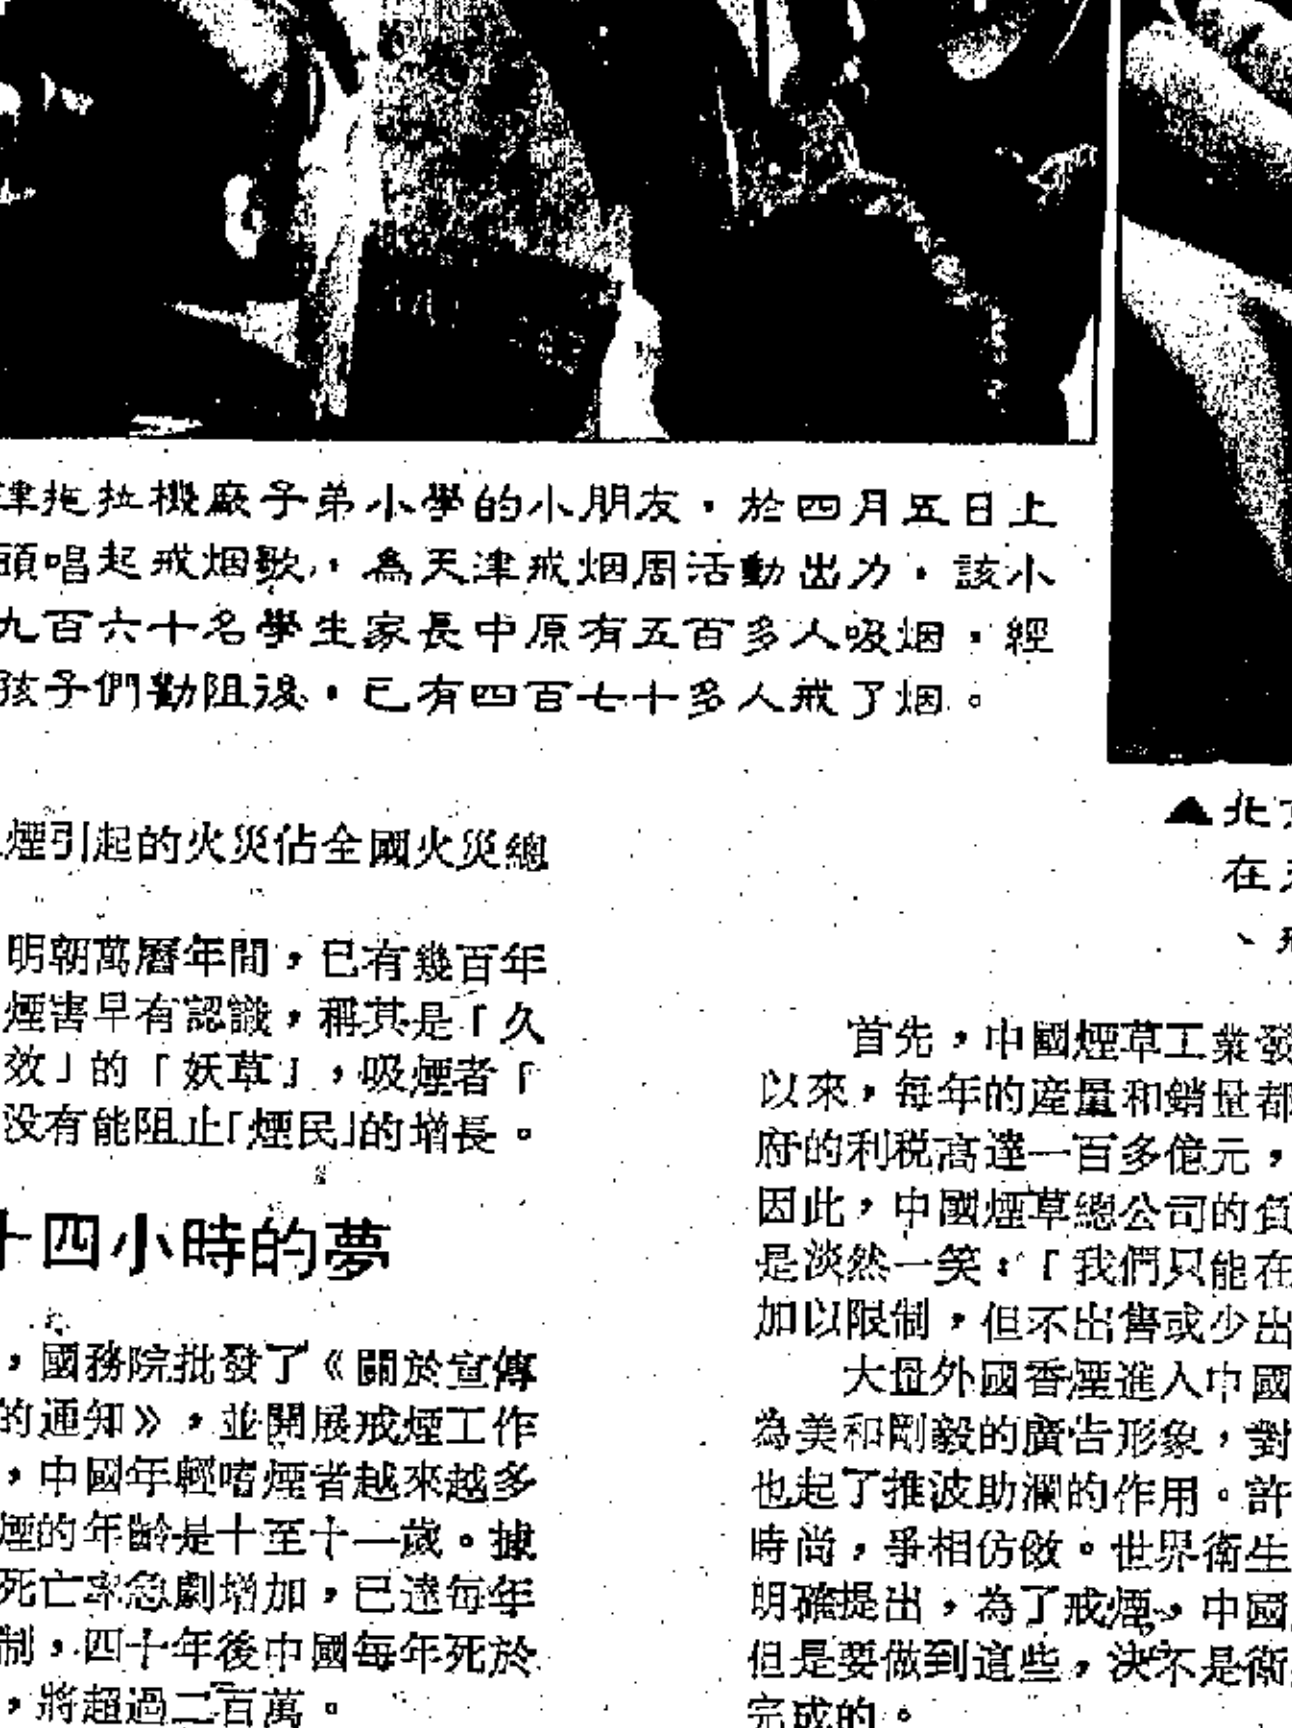 津拖拉機廠子弟小學的小朋友，於四月五日上
頭唱起戒烟歌，為天津戒烟周活動出力，該小
九百六十名學生家長中原有五百多人吸烟，經
孩子們勸阻後，已有四百七十多人戒了烟。
煙引起的火災佔全國火災總
明朝萬曆年間，已有幾百年
煙害早有認識，稱其是「久
效」的「妖草」，吸煙者「
没有能阻止「煙民」的增長。
十四小時的夢
，國務院批發了《關於宣傳
的通知》，並開展戒煙工作
，中國年輕嗜煙者越來越多
煙的年齡是十至十一歲。據
死亡率急劇增加，已達每年
制，四十年後中國每年死於
，將超過二百萬。
▲北
在
、
首先，中國煙草工業發
以來，每年的産量和銷量都
府的利税高達一百多億元，
因此，中國煙草總公司的負
是淡然一笑：「我們只能在
加以限制，但不出售或少出
大量外國香煙進入中國
為美和剛毅的廣告形象，對
也起了推波助瀾的作用。許
時尚，爭相仿傚。世界衛生
明確提出，為了戒煙，中國
但是要做到這些，決不是衛
完成的。